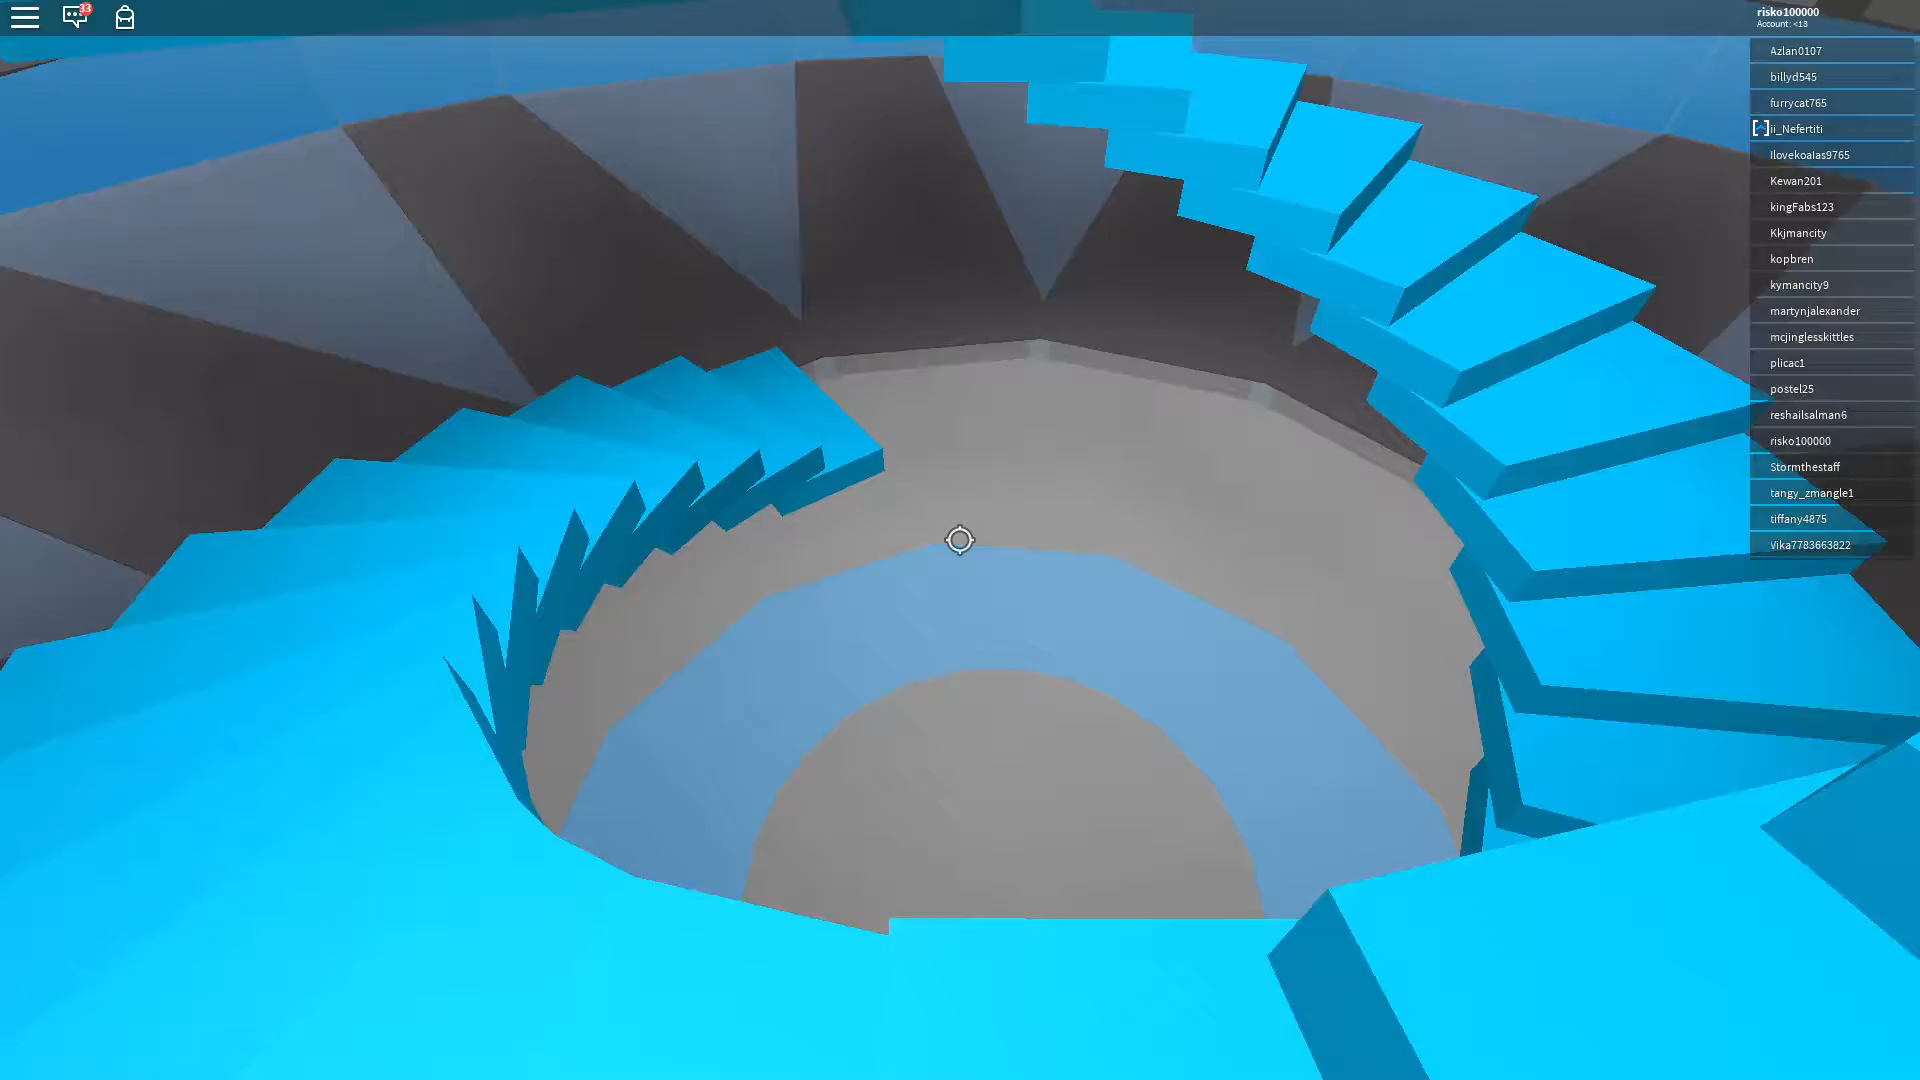 33
risko100000
Account: <13
Azlan0107
billyd545
furrycat765
ii_Nefertiti
Ilovekoalas9765
Kewan201
kingFabs123
Kkjmancity
kopbren
kymancity9
martynjalexander
mcjinglesskittles
plicac1
postel25
reshailsalman6
risko100000
Stormthestaff
tangy_zmangle1
tiffany4875
Vika7783663822